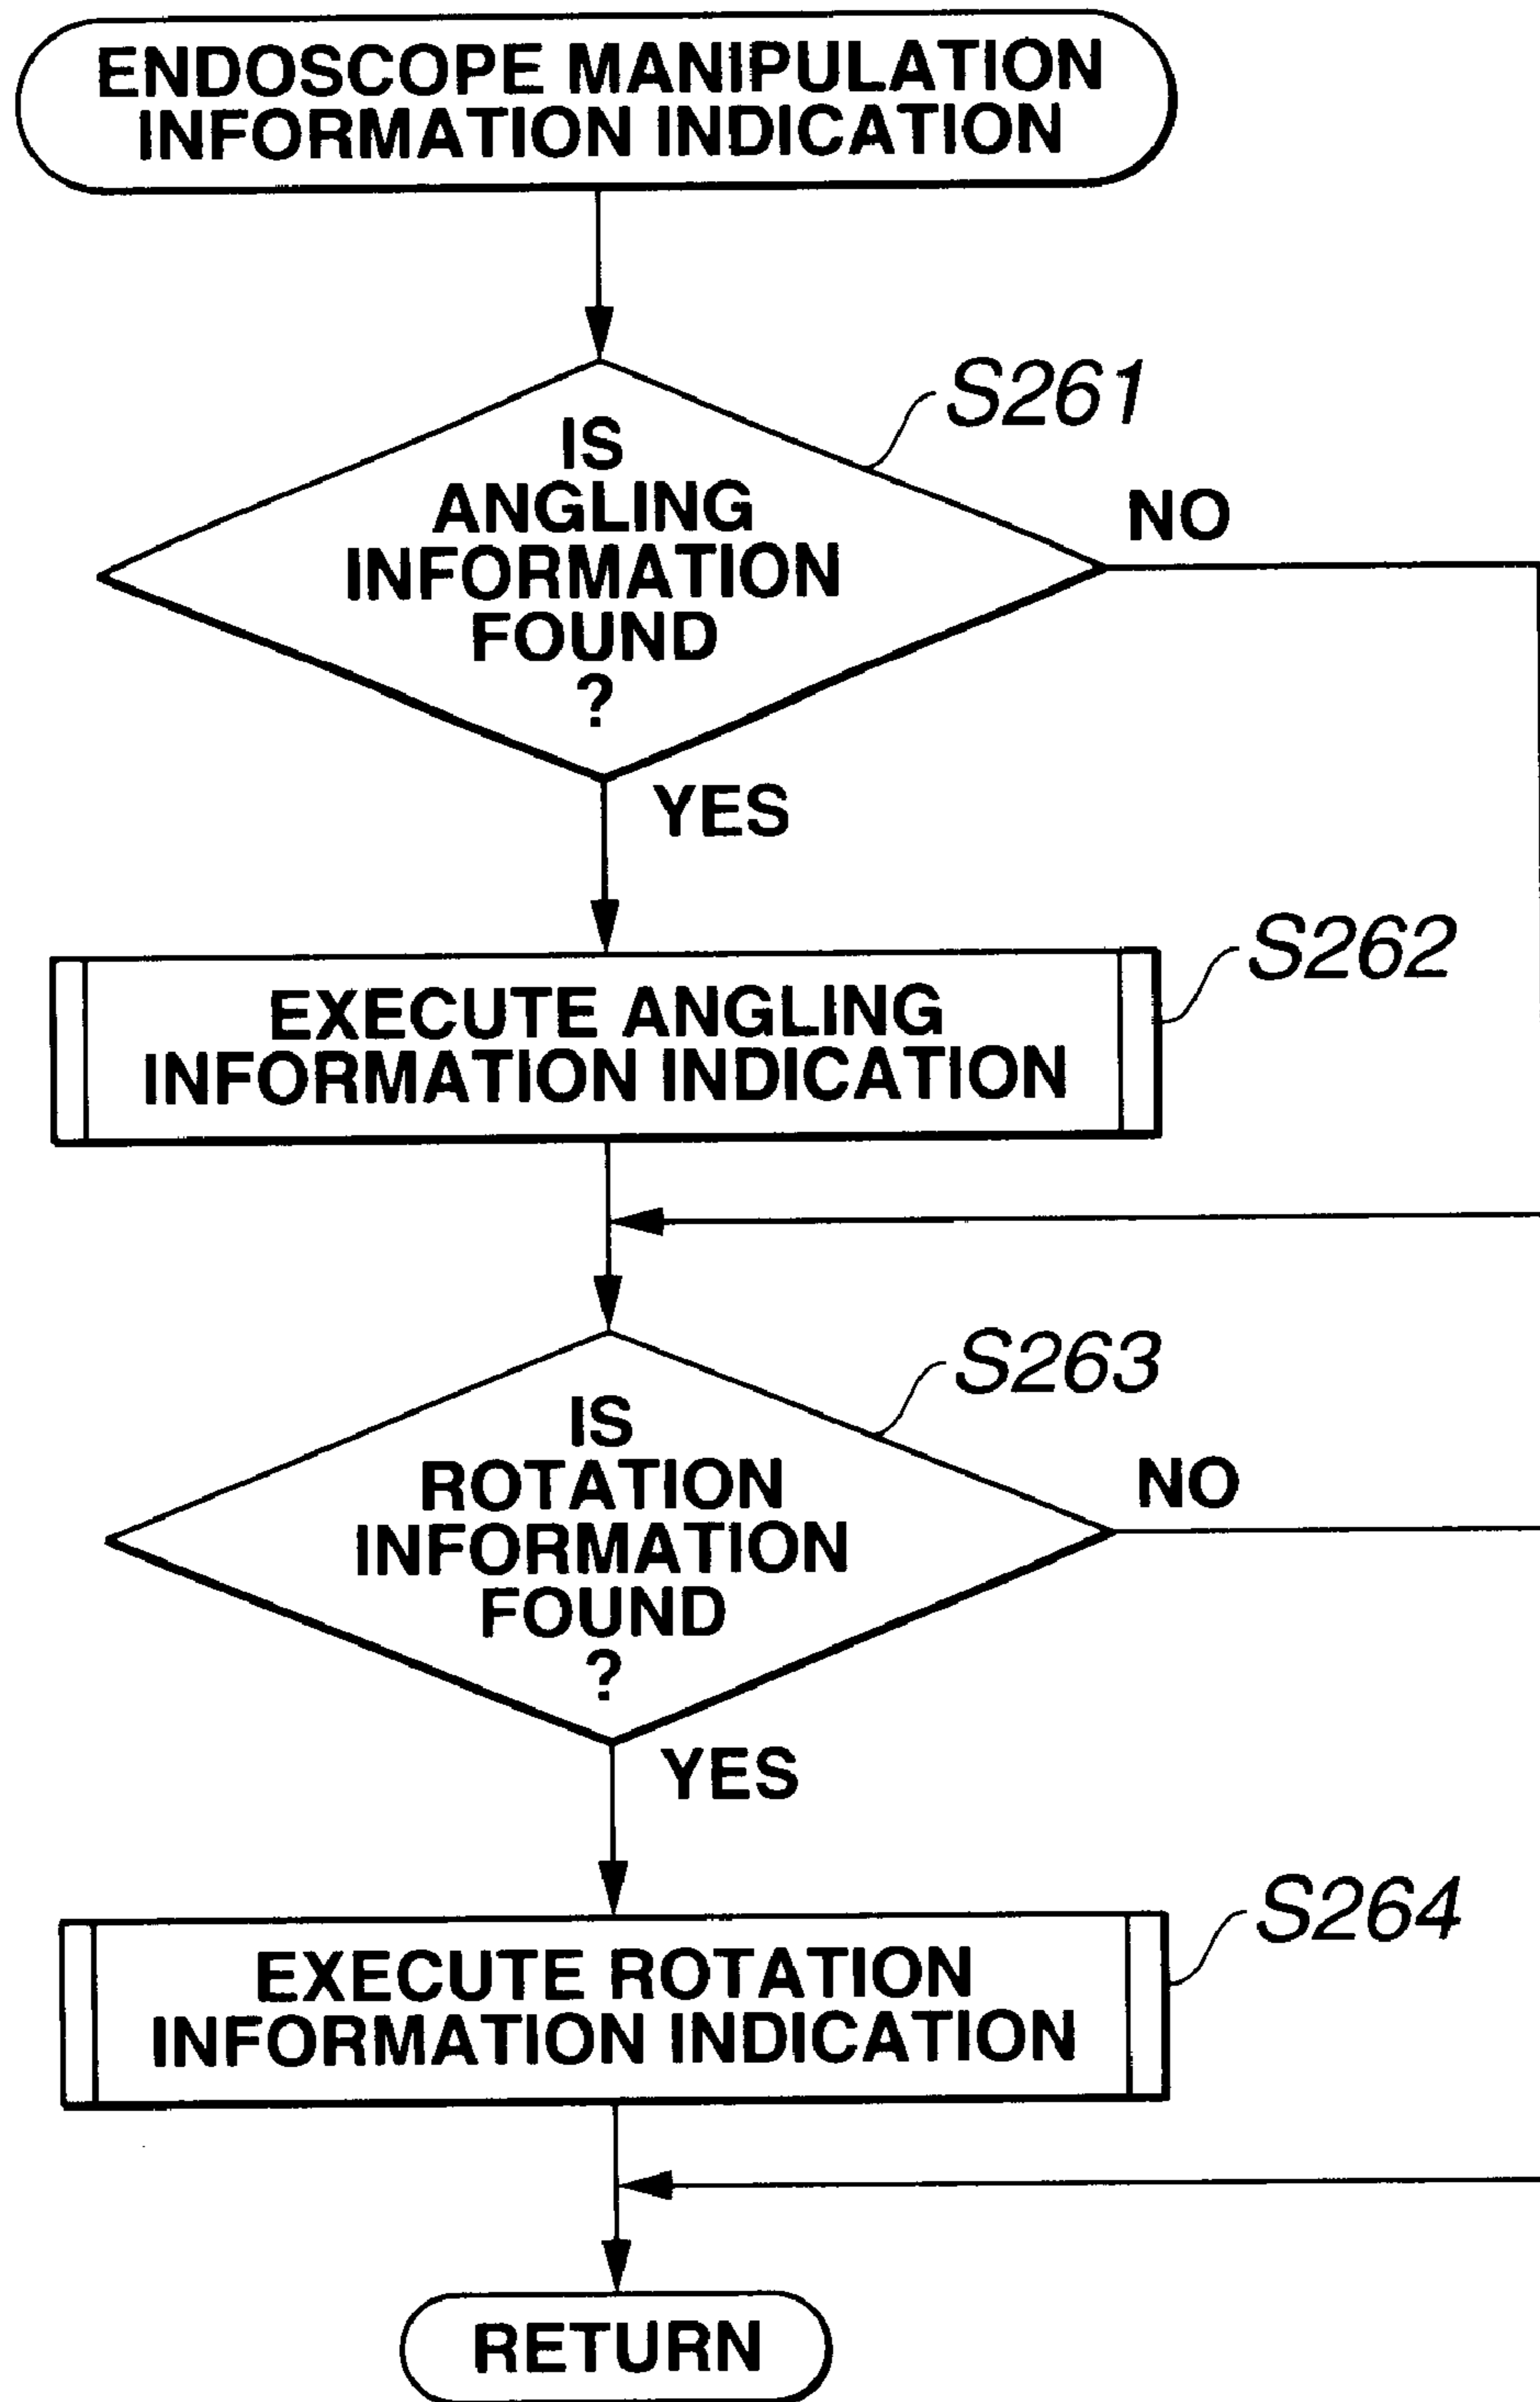 ENDOSCOPE MANIPULATION
INFORMATION INDICATION
S261
IS
ANGLING
INFORMATION
FOUND
?
NO
YES
S262
EXECUTE ANGLING
INFORMATION INDICATION
S263
IS
ROTATION
INFORMATION
FOUND
?
NO
YES
S264
EXECUTE ROTATION
INFORMATION INDICATION
RETURN